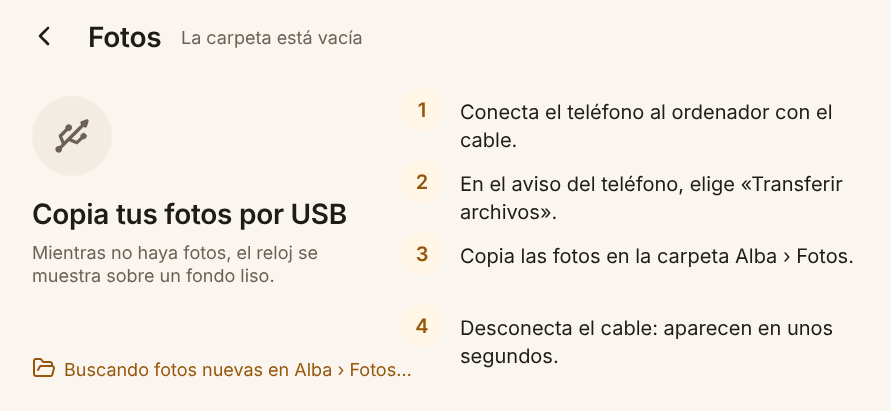 Fotos La carpeta está vacía
Copia tus fotos por USB
Mientras no haya fotos, el reloj se
muestra sobre un fondo liso.
Buscando fotos nuevas en Alba › Fotos...
1 Conecta el teléfono al ordenador con el
cable.
2 En el aviso del teléfono, elige «Transferir
archivos».
3 Copia las fotos en la carpeta Alba › Fotos.
4 Desconecta el cable: aparecen en unos
segundos.